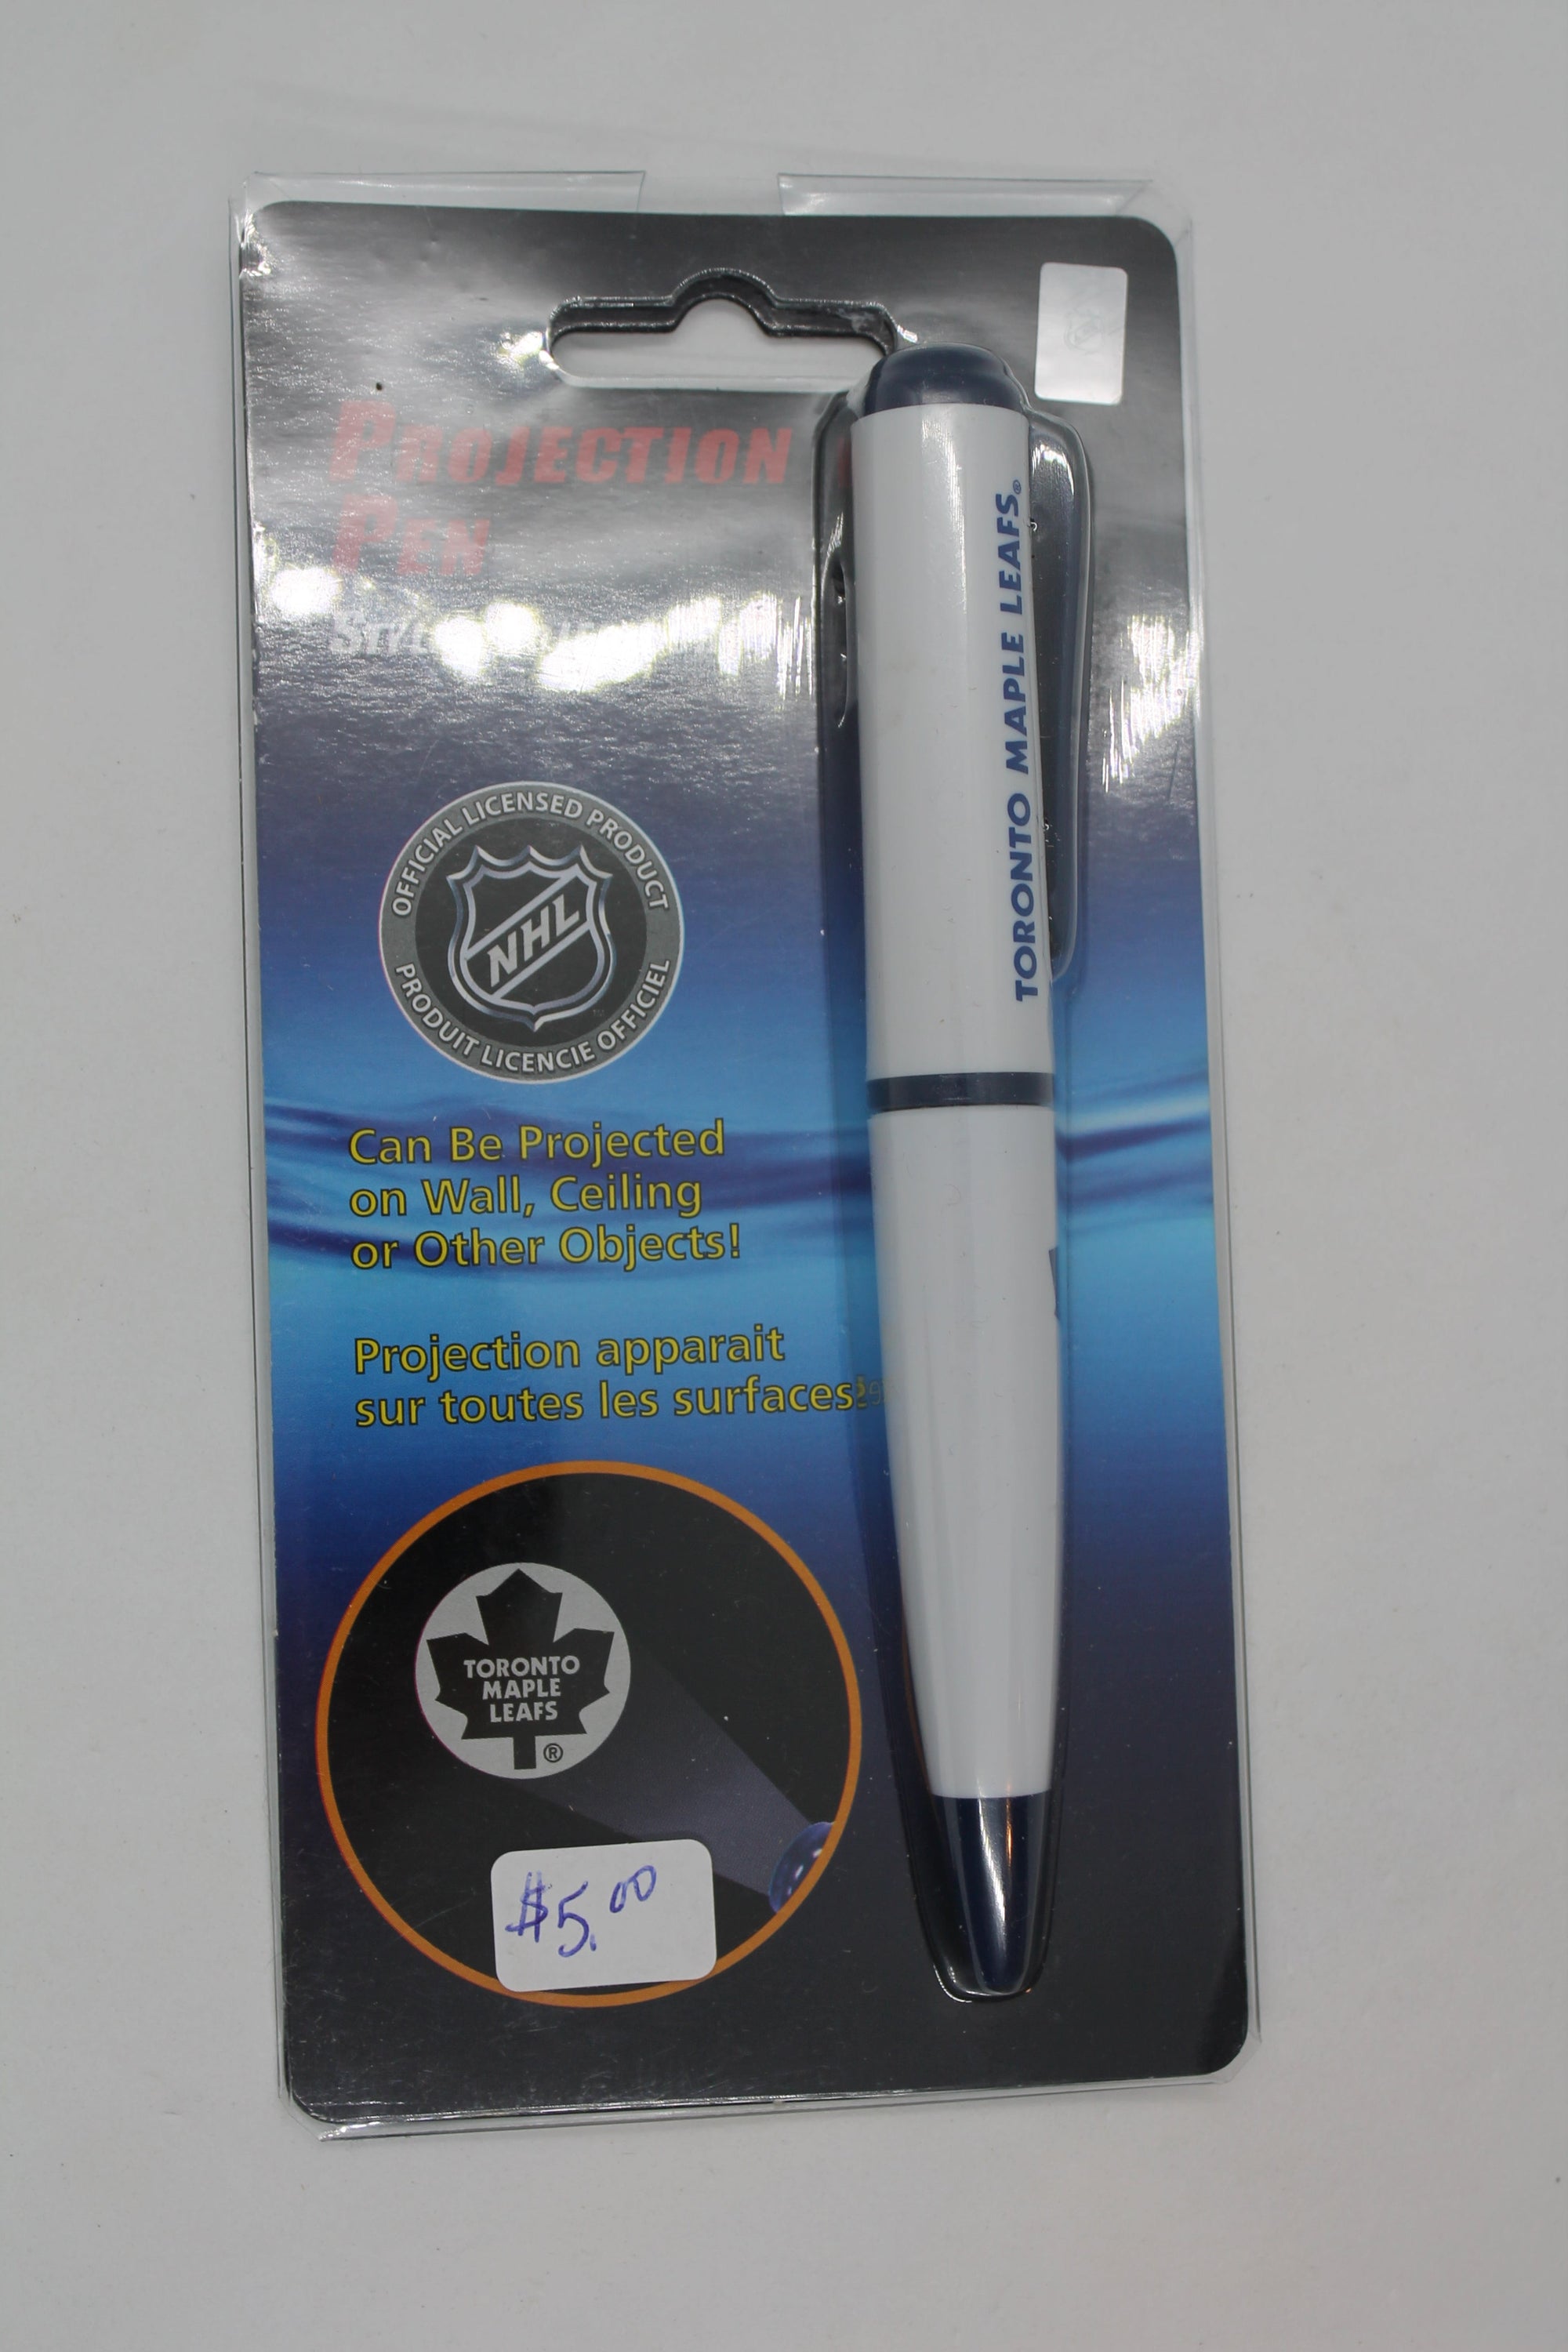 PROJECTION
PEN
OFFICIAL LICENSED PRODUCT
NHL
PRODUIT LICENCIE OFFICIEL
Can Be Projected
on Wall, Ceiling
or Other Objects!
Projection apparait
sur toutes les surfaces!
TORONTO
MAPLE
LEAFS
®
$5.00
TORONTO MAPLE LEAFS®